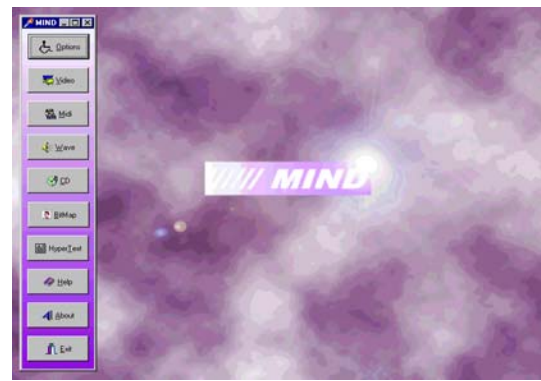 MIND
Options
Video
Midi
Wave
CD
BitMap
HyperText
Help
About
Exit
MIND